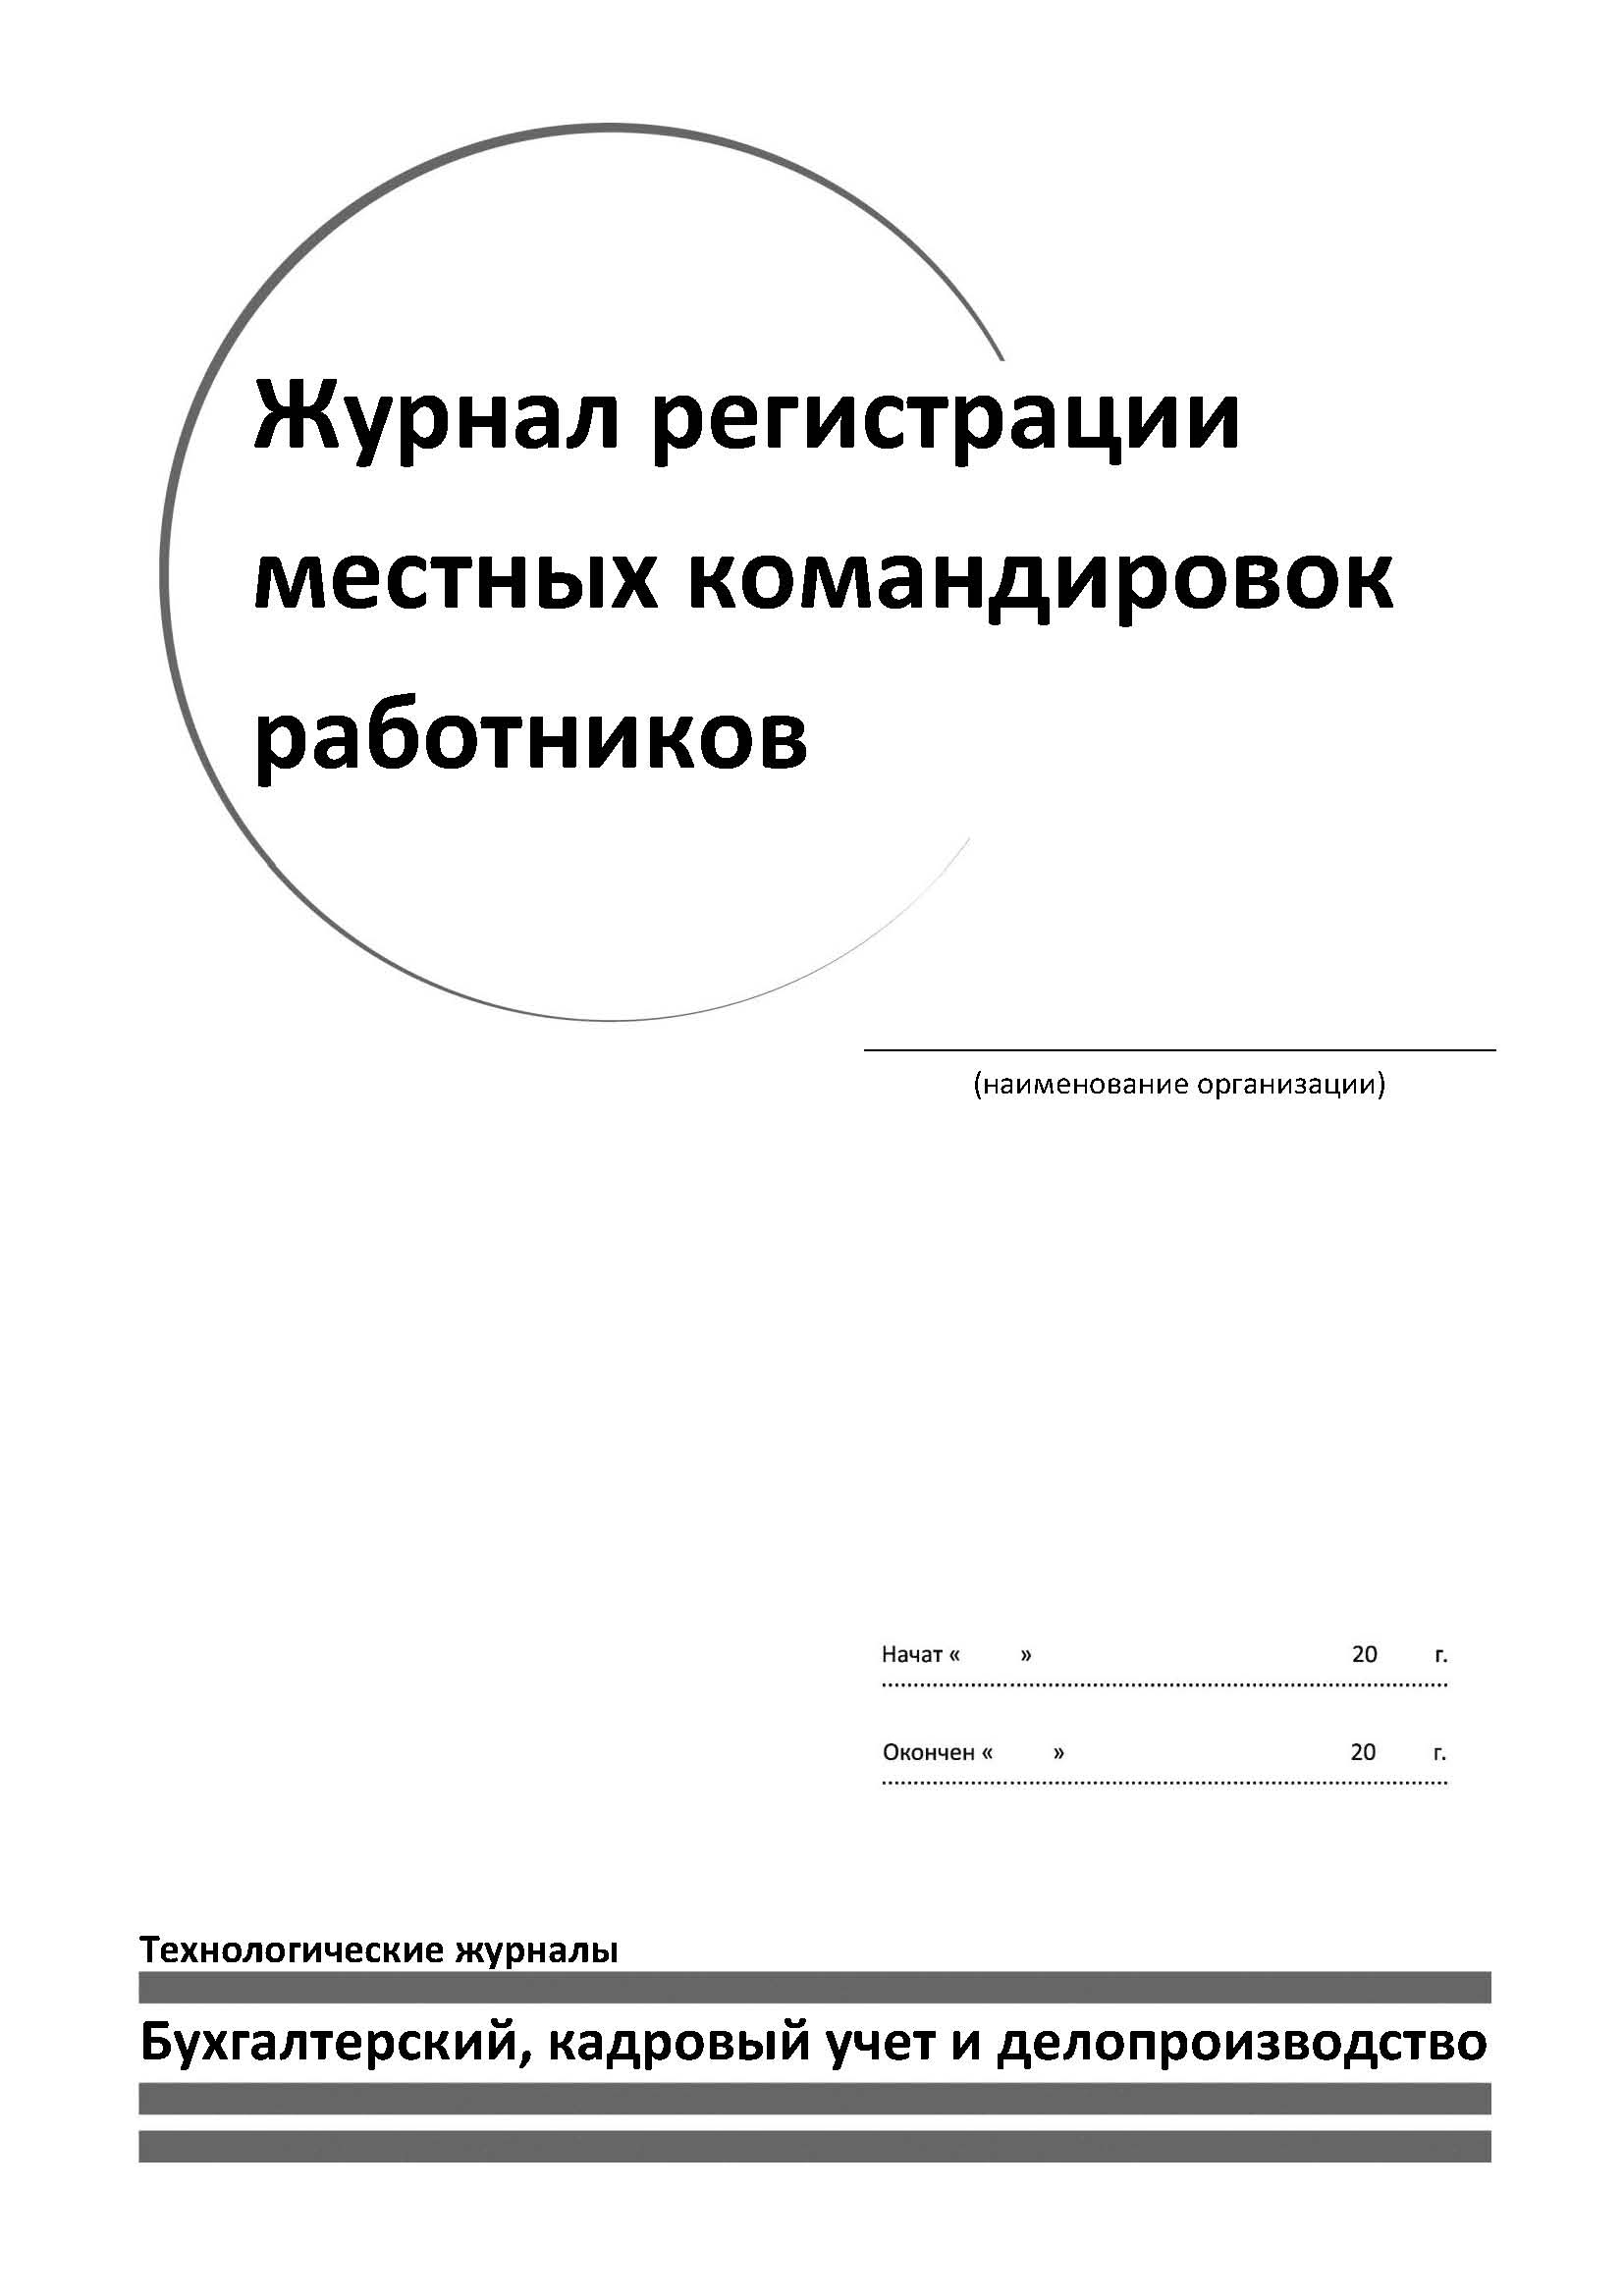 Журнал регистрации
местных командировок
работников
(наименование организации)
Начат «     »     20     г.
Окончен «     »     20     г.
Технологические журналы
Бухгалтерский, кадровый учет и делопроизводство